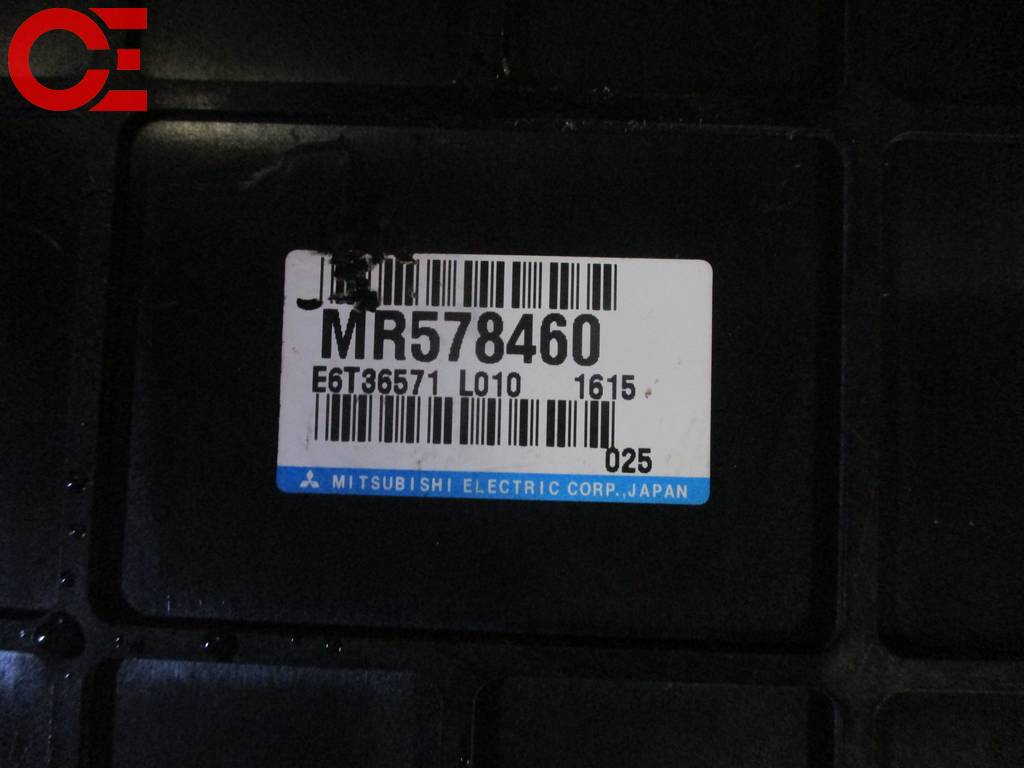 CE
MR578460
E6T36571 L010 1615
025
MITSUBISHI ELECTRIC CORP.,JAPAN